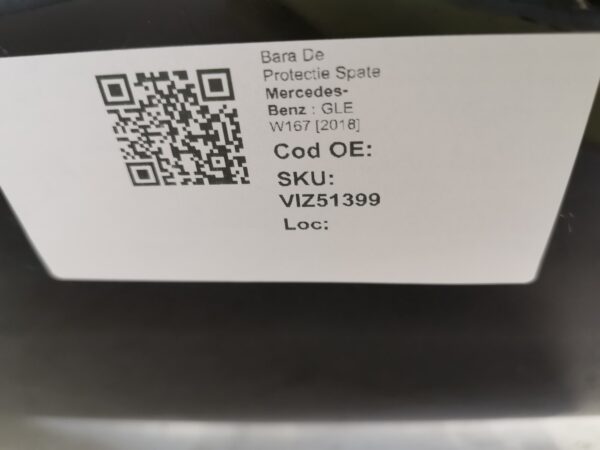 Bara De
Protectie Spate
Mercedes-
Benz : GLE
W167 [2018]
Cod OE:
SKU:
VIZ51399
Loc: